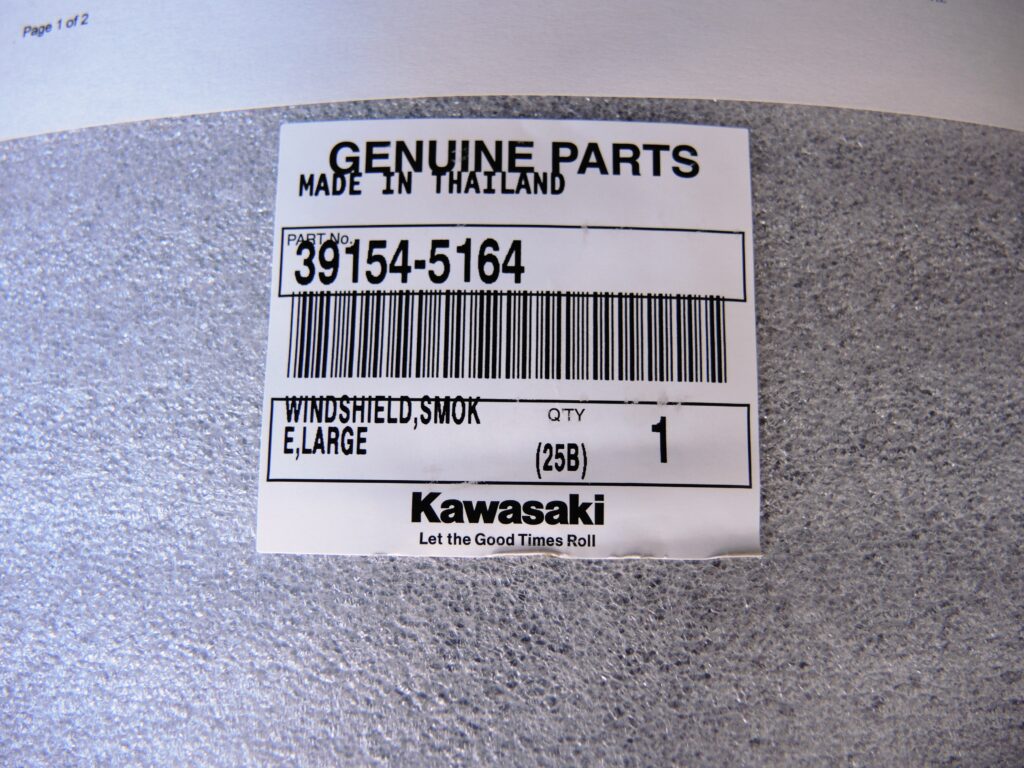 Page 1 of 2
GENUINE PARTS
MADE IN THAILAND
PART No.
39154-5164
WINDSHIELD,SMOK
E,LARGE
Q'TY
(25B)
1
Kawasaki
Let the Good Times Roll